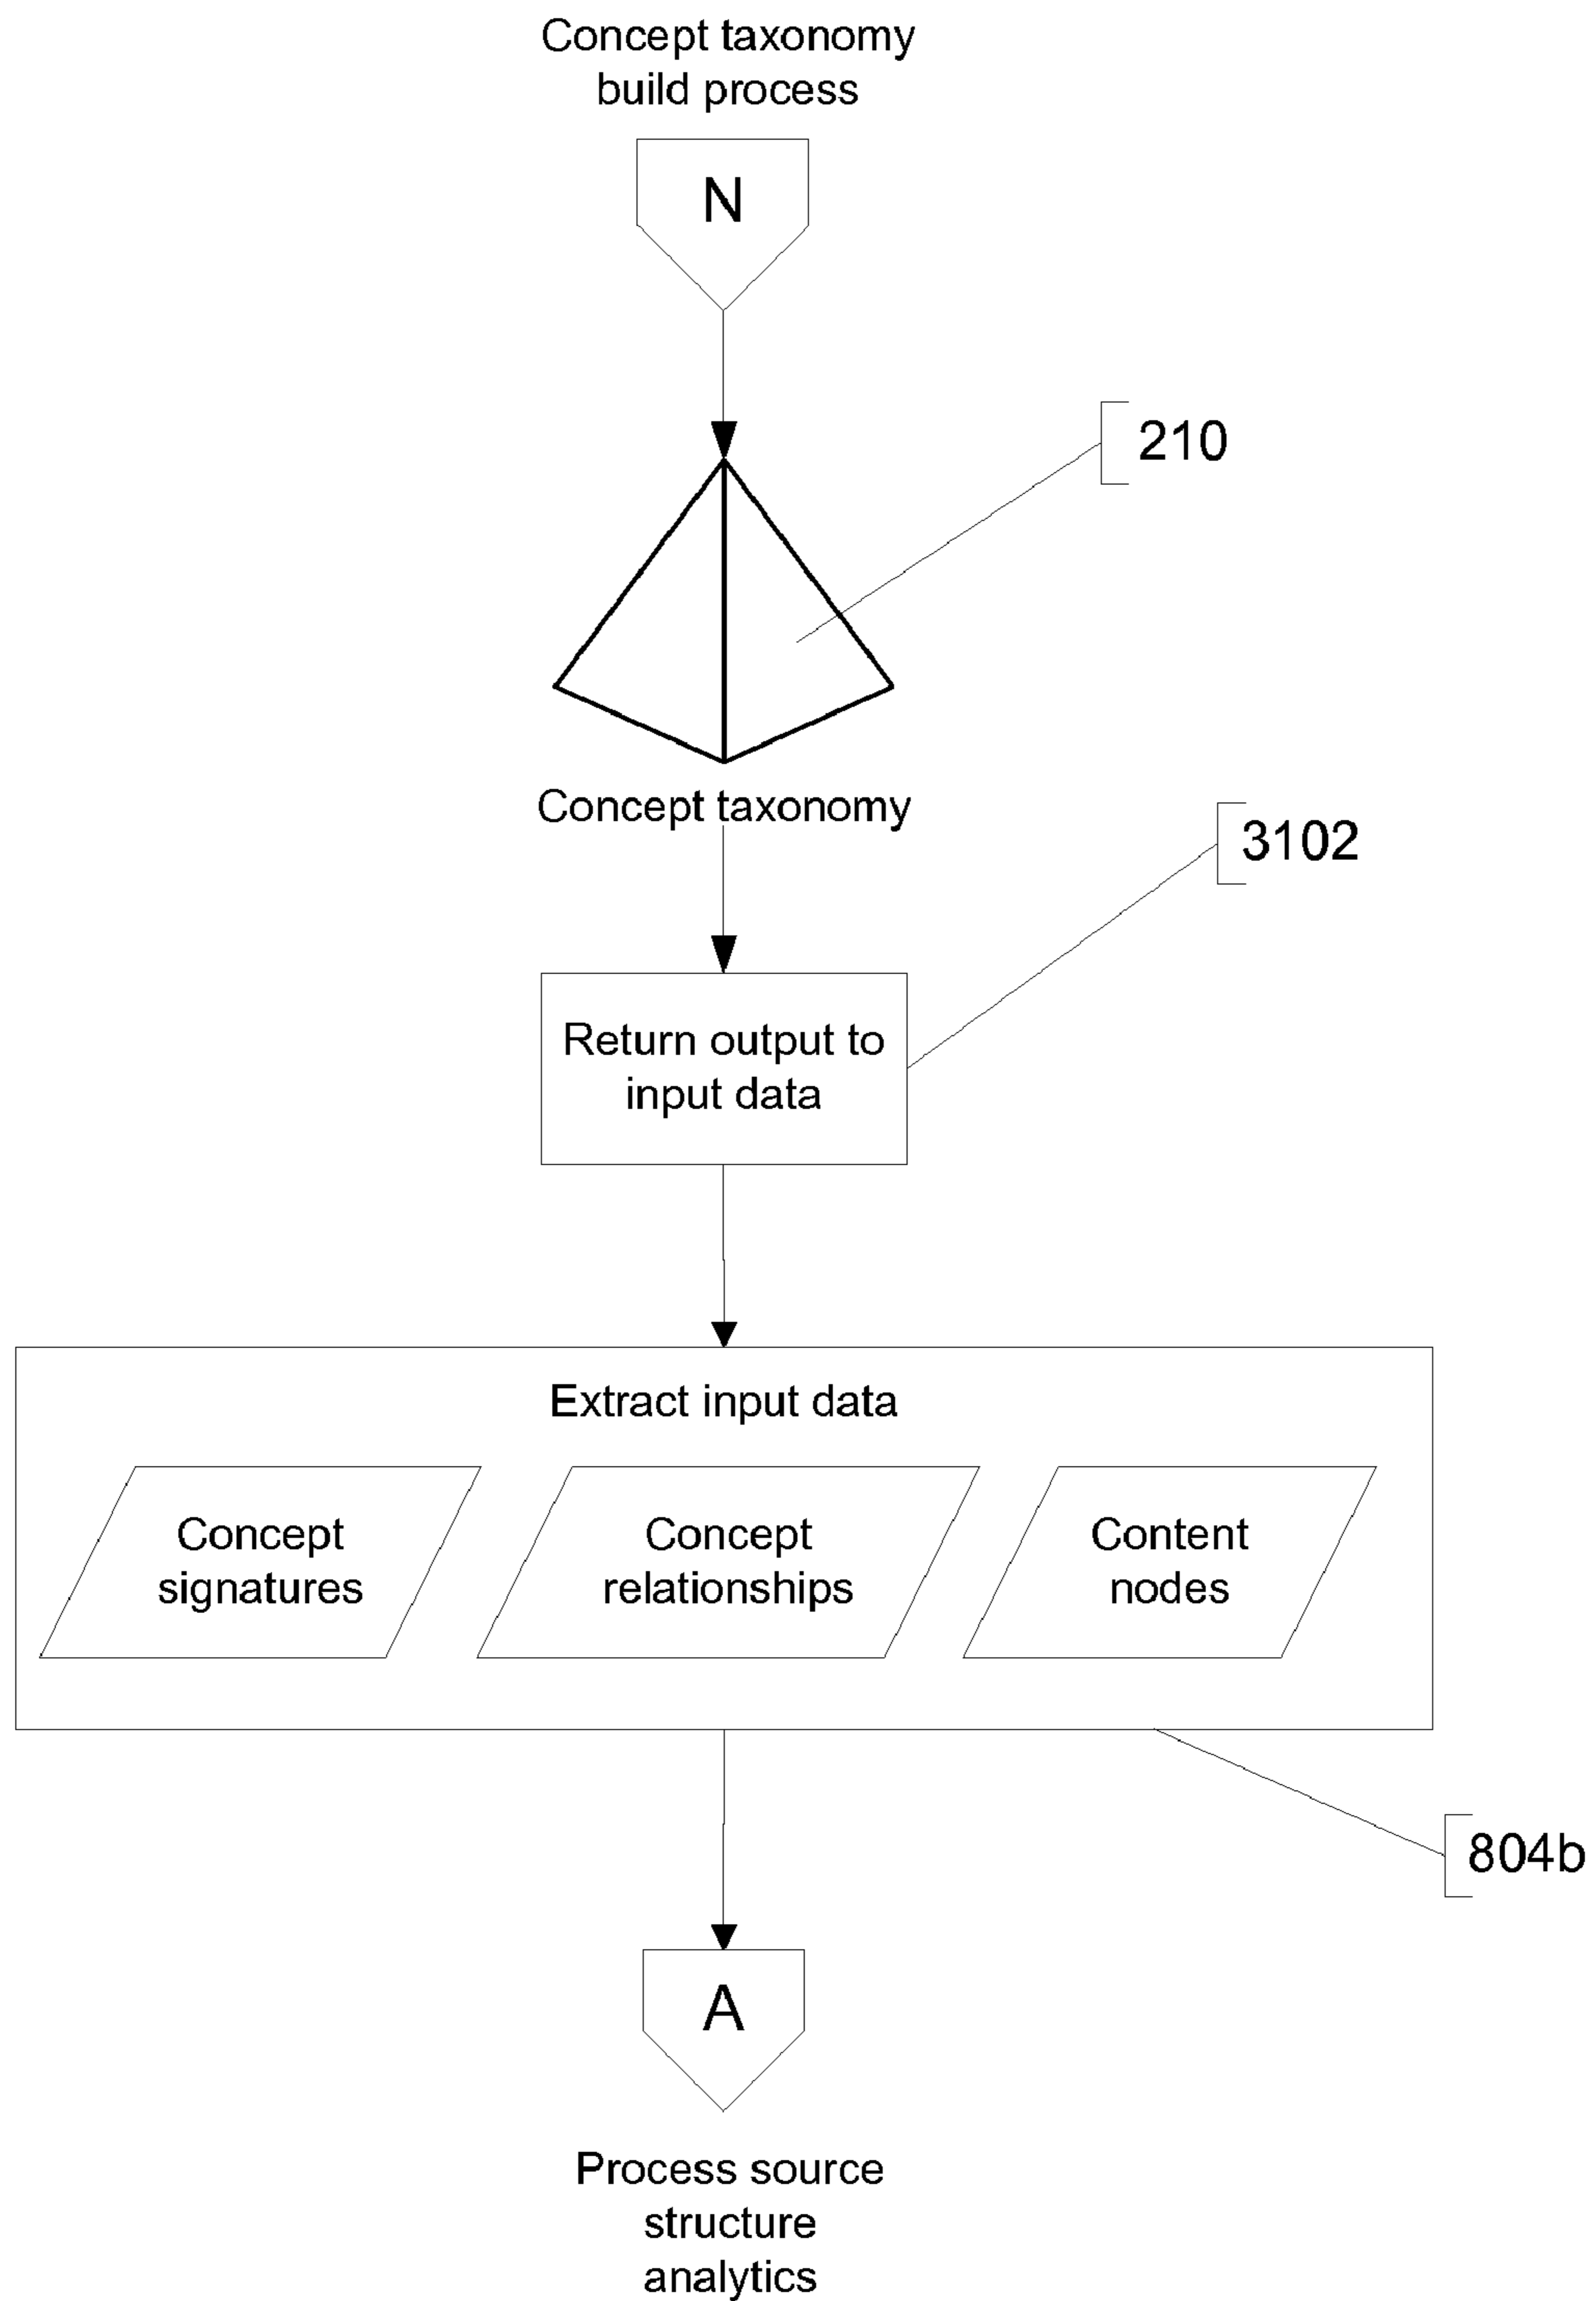 Concept taxonomy
build process
N
210
Concept taxonomy
3102
Return output to
input data
Extract input data
Concept
signatures
Concept
relationships
Content
nodes
804b
A
Process source
structure
analytics